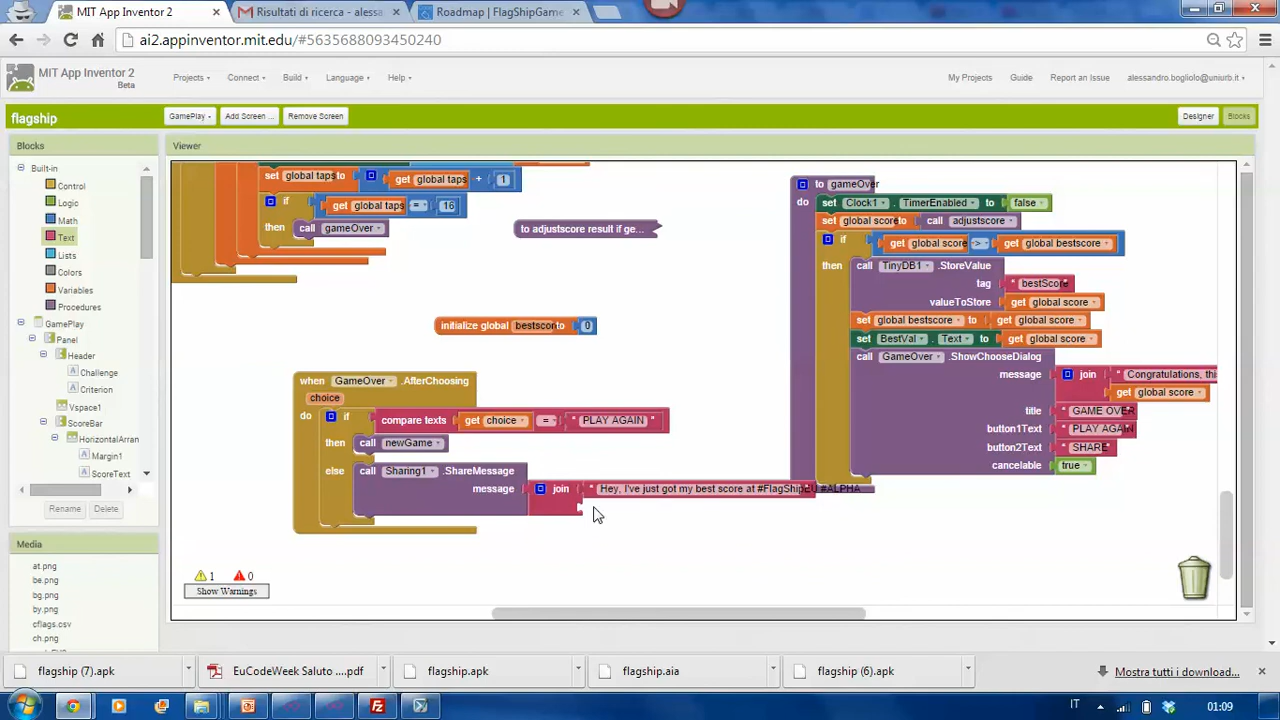 MIT App Inventor 2
Risultati di ricerca - alessa
Roadmap | FlagShipGame
ai2.appinventor.mit.edu/#5635688093450240
MIT App Inventor 2
Beta
Projects
Connect
Build
Language
Help
My Projects
Guide
Report an Issue
alessandro.bogliolo@uniurb.it
flagship
GamePlay
Add Screen ...
Remove Screen
Designer
Blocks
Blocks
Built-in
Control
Logic
Math
Text
Lists
Colors
Variables
Procedures
GamePlay
Panel
Header
Challenge
Criterion
Vspace1
ScoreBar
HorizontalArran
Margin1
ScoreText
Rename
Delete
Media
at.png
be.png
bg.png
by.png
cflags.csv
ch.png
Viewer
set global taps to get global taps + 1
if get global taps = 16
then call gameOver
to adjustscore result if ge...
initialize global bestscore to 0
when GameOver .AfterChoosing
choice
do if compare texts get choice = " PLAY AGAIN "
then call newGame
else call Sharing1 .ShareMessage
message join " Hey, I've just got my best score at #FlagShipEU #ALPHA
to gameOver
do set Clock1 . TimerEnabled to false
set global score to call adjustscore
if get global score > get global bestscore
then call TinyDB1 .StoreValue
tag " bestScore "
valueToStore get global score
set global bestscore to get global score
set BestVal . Text to get global score
call GameOver .ShowChooseDialog
message join " Congratulations, thi
get global score
title " GAME OVER
button1Text " PLAY AGAIN
button2Text " SHARE "
cancelable true
1 0
Show Warnings
flagship (7).apk
EuCodeWeek Saluto ....pdf
flagship.apk
flagship.aia
flagship (6).apk
Mostra tutti i download...
IT
01:09